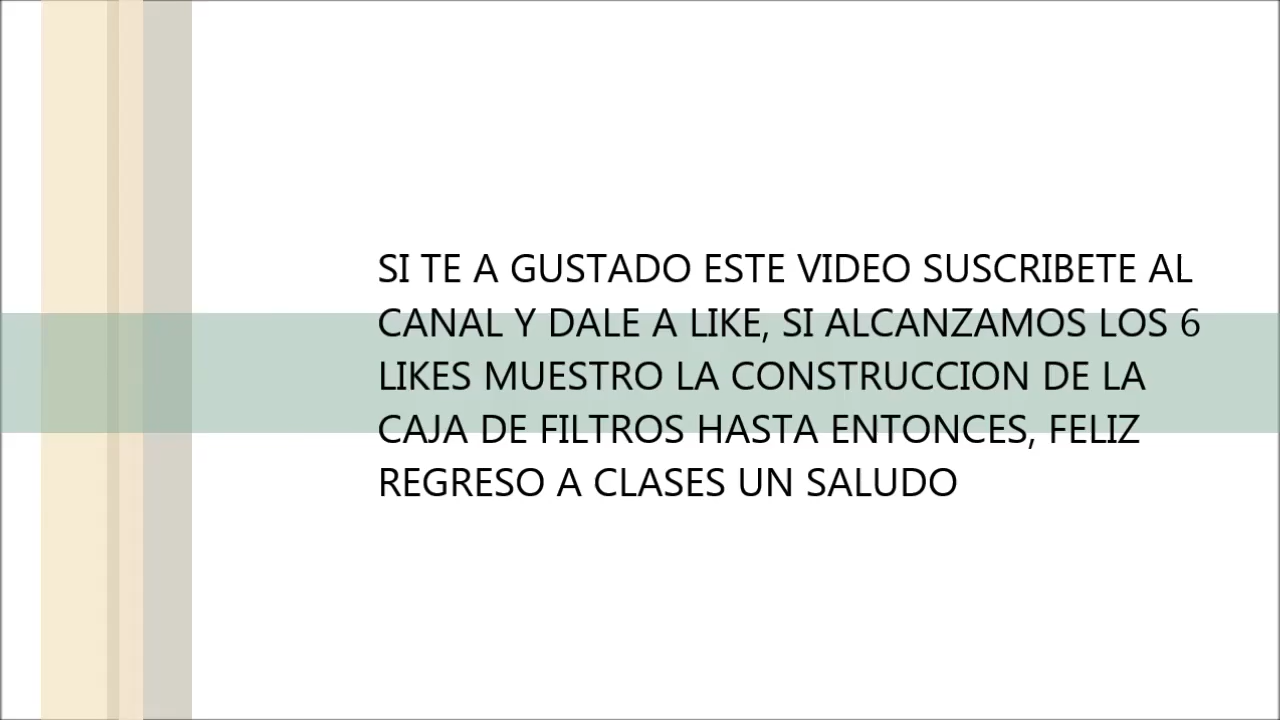 SI TE A GUSTADO ESTE VIDEO SUSCRIBETE AL
CANAL Y DALE A LIKE, SI ALCANZAMOS LOS 6
LIKES MUESTRO LA CONSTRUCCION DE LA
CAJA DE FILTROS HASTA ENTONCES, FELIZ
REGRESO A CLASES UN SALUDO